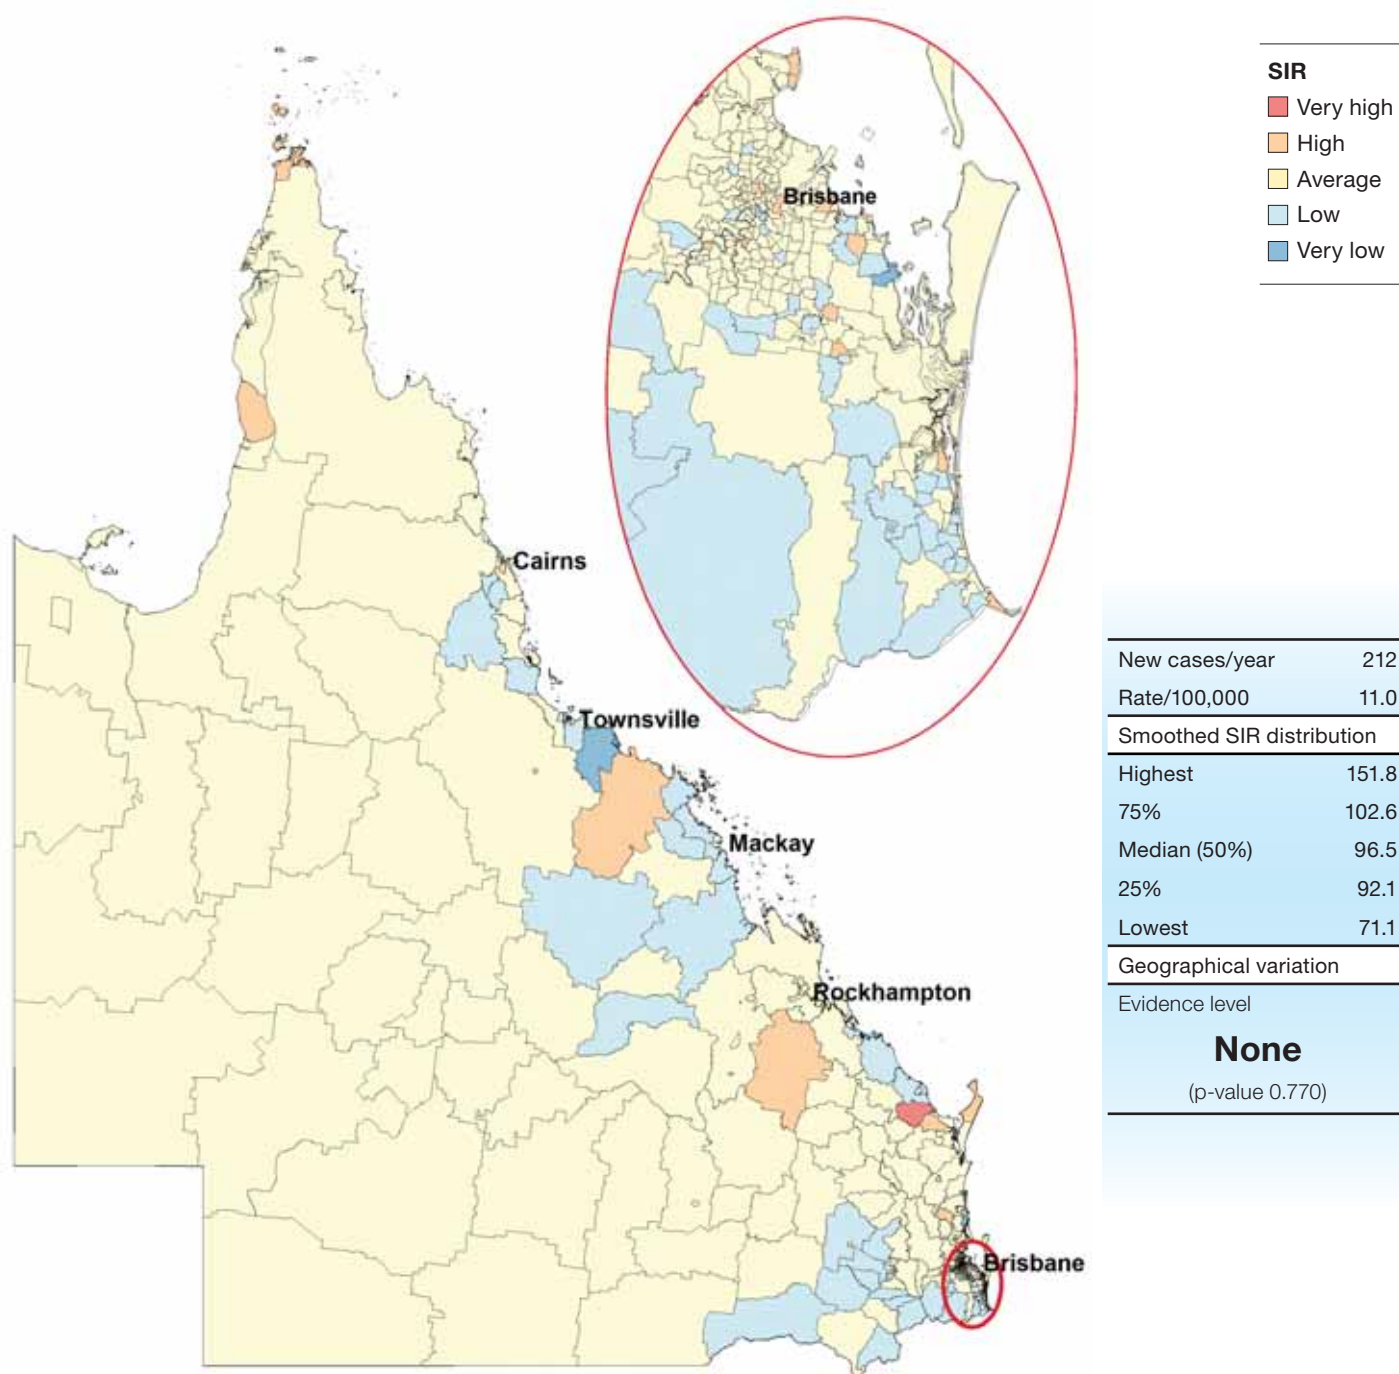 SIR
Very high
High
Average
Low
Very low
Brisbane
Cairns
Townsville
Mackay
Rockhampton
Brisbane
New cases/year 212
Rate/100,000 11.0
Smoothed SIR distribution
Highest 151.8
75% 102.6
Median (50%) 96.5
25% 92.1
Lowest 71.1
Geographical variation
Evidence level
None
(p-value 0.770)